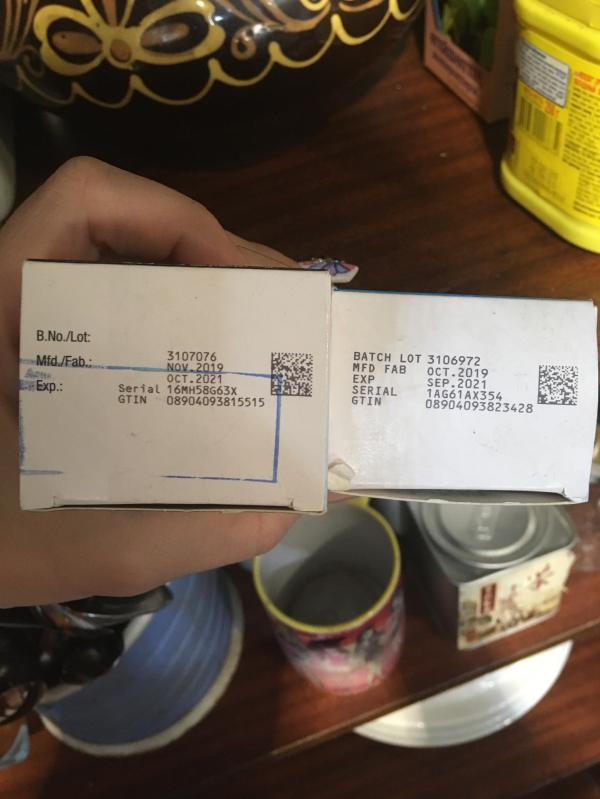 B.No./Lot:
3107076
Mfd./Fab.:
NOV.2019
OCT.2021
Exp.:
Serial 16MH58G63X
GTIN 08904093815515
BATCH LOT 3106972
MFD FAB OCT.2019
EXP SEP.2021
SERIAL 1AG61AX354
GTIN 08904093823428